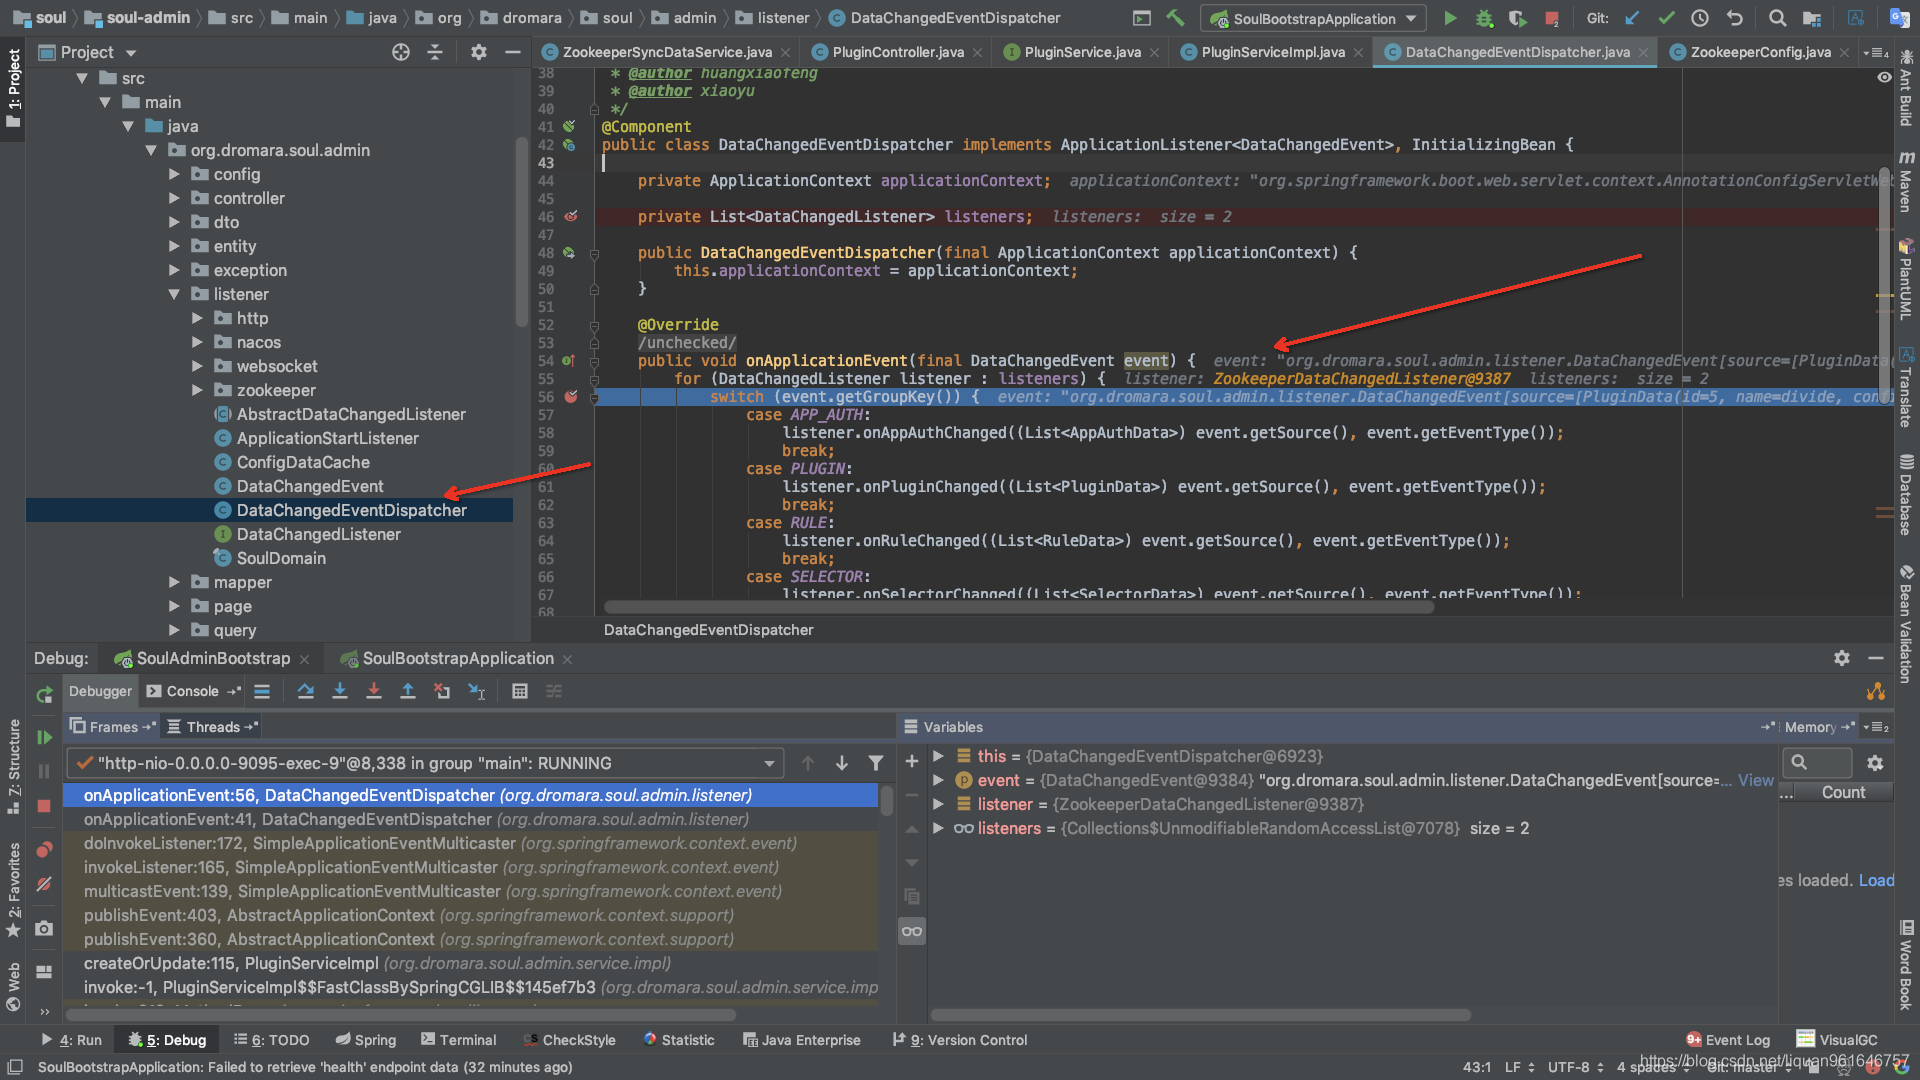 soul soul-admin src main java org dromara soul admin listener DataChangedEventDispatcher SoulBootstrapApplication Git:
Project
ZookeeperSyncDataService.java PluginController.java PluginService.java PluginServiceImpl.java DataChangedEventDispatcher.java ZookeeperConfig.java
1: Project
src
main
java
org.dromara.soul.admin
config
controller
dto
entity
exception
listener
http
nacos
websocket
zookeeper
AbstractDataChangedListener
ApplicationStartListener
ConfigDataCache
DataChangedEvent
DataChangedEventDispatcher
DataChangedListener
SoulDomain
mapper
page
query
38 * @author huangxiaofeng
39 * @author xiaoyu
40 */
41 @Component
42 public class DataChangedEventDispatcher implements ApplicationListener<DataChangedEvent>, InitializingBean {
43
44 private ApplicationContext applicationContext; applicationContext: "org.springframework.boot.web.servlet.context.AnnotationConfigServletWeb
45
46 private List<DataChangedListener> listeners; listeners: size = 2
47
48 public DataChangedEventDispatcher(final ApplicationContext applicationContext) {
49 this.applicationContext = applicationContext;
50 }
51
52 @Override
53 /unchecked/
54 public void onApplicationEvent(final DataChangedEvent event) { event: "org.dromara.soul.admin.listener.DataChangedEvent[source=[PluginData(
55 for (DataChangedListener listener : listeners) { listener: ZookeeperDataChangedListener@9387 listeners: size = 2
56 switch (event.getGroupKey()) { event: "org.dromara.soul.admin.listener.DataChangedEvent[source=[PluginData(id=5, name=divide, conf
57 case APP_AUTH:
58 listener.onAppAuthChanged((List<AppAuthData>) event.getSource(), event.getEventType());
59 break;
60 case PLUGIN:
61 listener.onPluginChanged((List<PluginData>) event.getSource(), event.getEventType());
62 break;
63 case RULE:
64 listener.onRuleChanged((List<RuleData>) event.getSource(), event.getEventType());
65 break;
66 case SELECTOR:
67 listener.onSelectorChanged((List<SelectorData>) event.getSource(), event.getEventType());
68
DataChangedEventDispatcher
Ant Build
Maven
PlantUML
Translate
Database
Bean Validation
Word Book
Debug: SoulAdminBootstrap SoulBootstrapApplication
Debugger Console
Frames Threads
"http-nio-0.0.0.0-9095-exec-9"@8,338 in group "main": RUNNING
onApplicationEvent:56, DataChangedEventDispatcher (org.dromara.soul.admin.listener)
onApplicationEvent:41, DataChangedEventDispatcher (org.dromara.soul.admin.listener)
doInvokeListener:172, SimpleApplicationEventMulticaster (org.springframework.context.event)
invokeListener:165, SimpleApplicationEventMulticaster (org.springframework.context.event)
multicastEvent:139, SimpleApplicationEventMulticaster (org.springframework.context.event)
publishEvent:403, AbstractApplicationContext (org.springframework.context.support)
publishEvent:360, AbstractApplicationContext (org.springframework.context.support)
createOrUpdate:115, PluginServiceImpl (org.dromara.soul.admin.service.impl)
invoke:-1, PluginServiceImpl$$FastClassBySpringCGLIB$$145ef7b3 (org.dromara.soul.admin.service.imp
Variables
this = {DataChangedEventDispatcher@6923}
event = {DataChangedEvent@9384} "org.dromara.soul.admin.listener.DataChangedEvent[source=... View
listener = {ZookeeperDataChangedListener@9387}
listeners = {Collections$UnmodifiableRandomAccessList@7078} size = 2
Memory
... Count
es loaded. Load
7: Structure
2: Favorites
Web
4: Run 5: Debug 6: TODO Spring Terminal CheckStyle Statistic Java Enterprise 9: Version Control Event Log VisualGC
SoulBootstrapApplication: Failed to retrieve 'health' endpoint data (32 minutes ago)
43:1 LF UTF-8 4 spaces Git: master
https://blog.csdn.net/liquan961646757